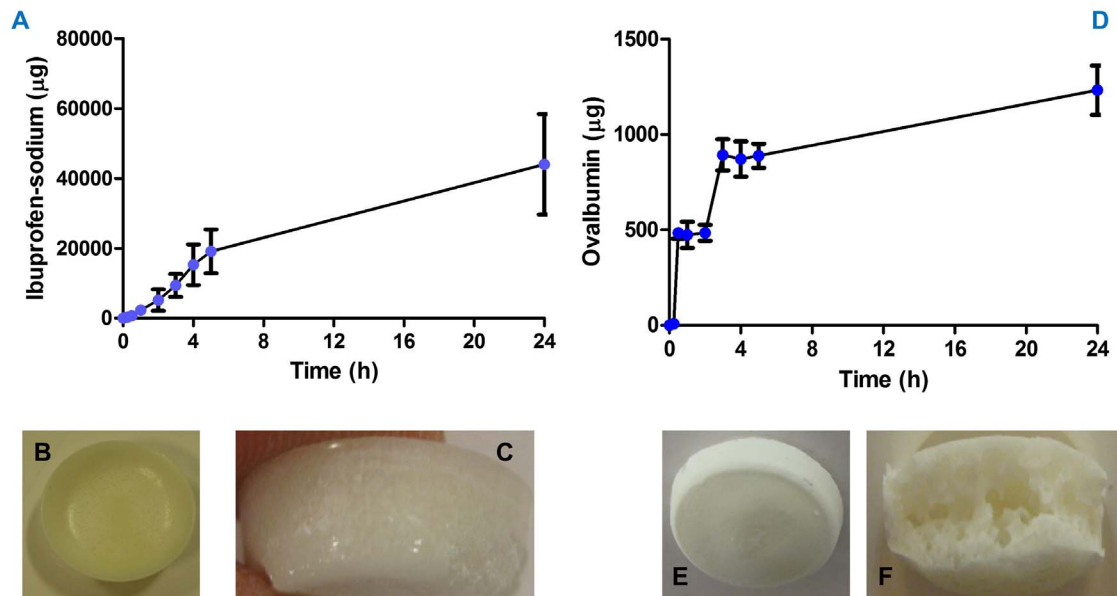 A
Ibuprofen-sodium (μg)
80000
60000
40000
20000
0
0 4 8 12 16 20 24
Time (h)
D
Ovalbumin (μg)
1500
1000
500
0
0 4 8 12 16 20 24
Time (h)
B
C
E
F